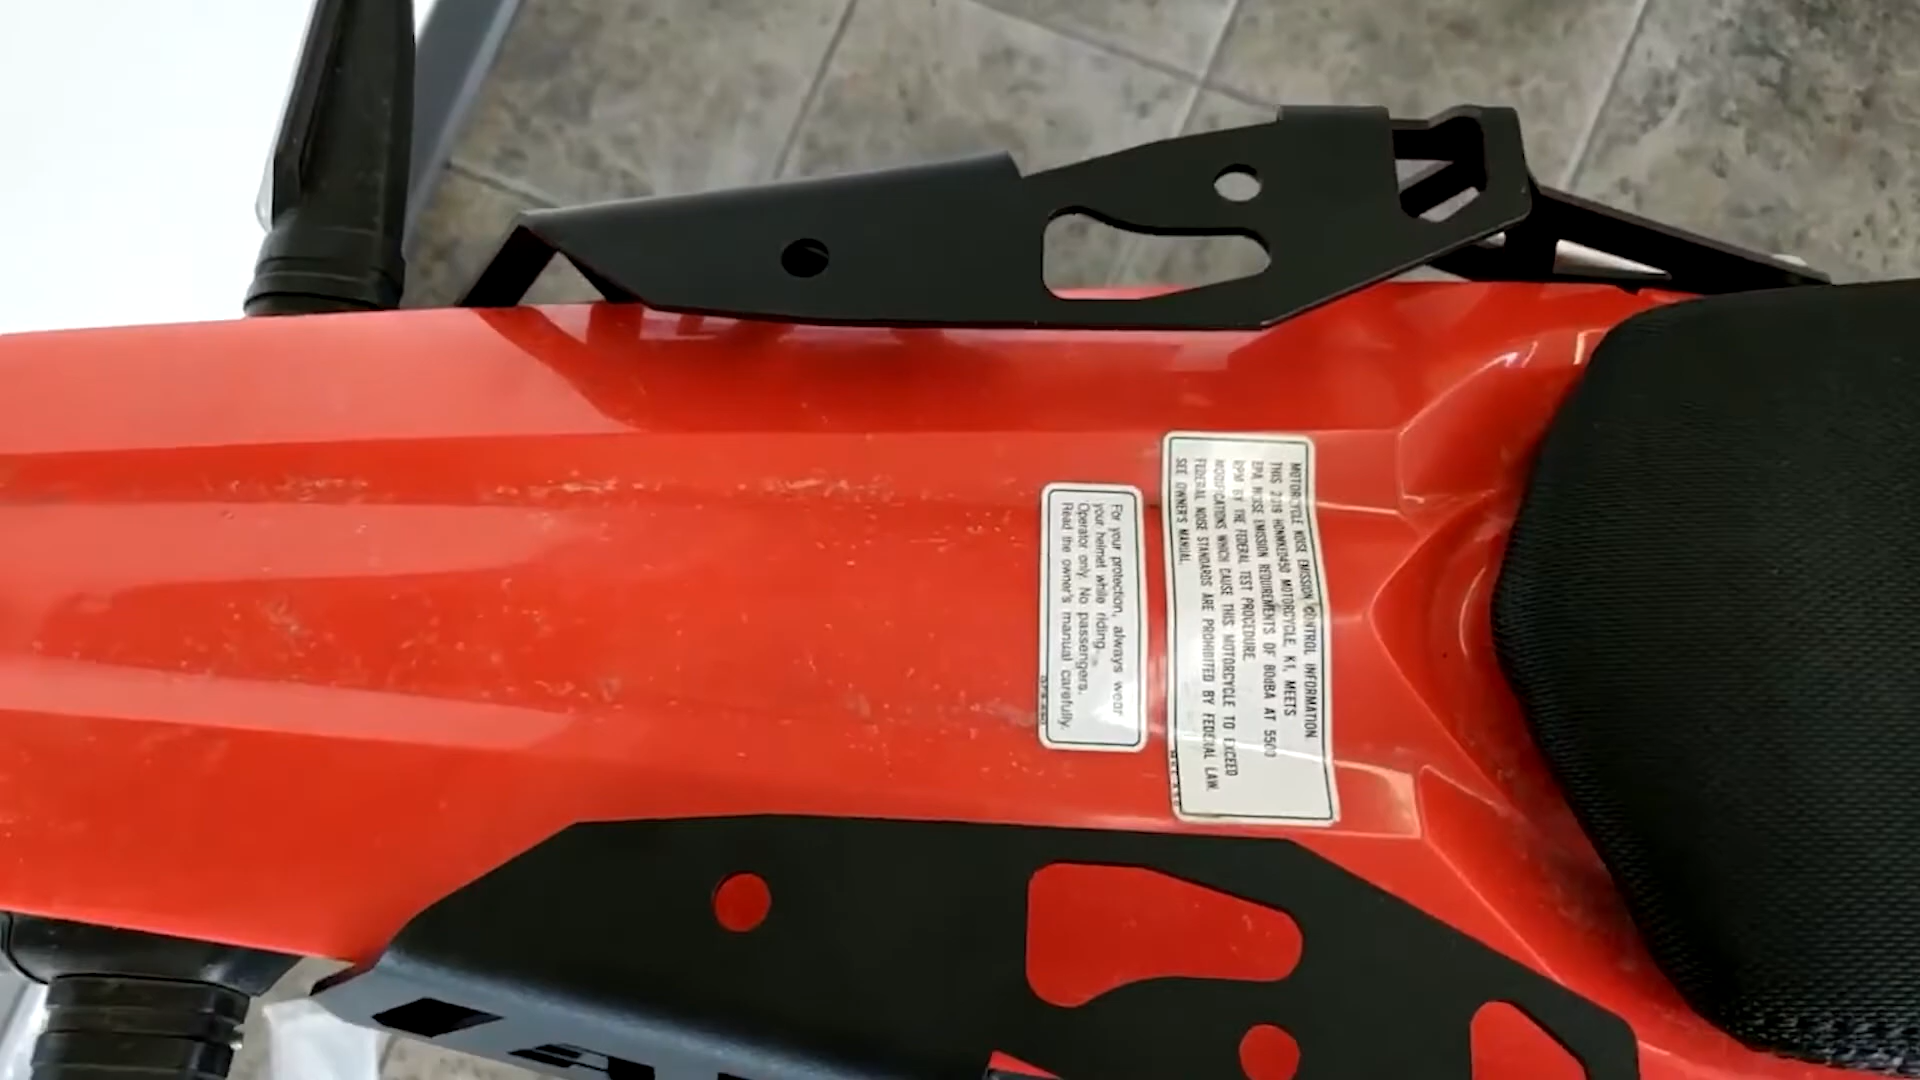 MOTORCYCLE NOISE EMISSION CONTROL INFORMATION
THIS 2019 HONMKED450 MOTORCYCLE, K1, MEETS
EPA NOISE EMISSION REQUIREMENTS OF 80dBA AT 5500
RPM BY THE FEDERAL TEST PROCEDURE.
MODIFICATIONS WHICH CAUSE THIS MOTORCYCLE TO EXCEED
FEDERAL NOISE STANDARDS ARE PROHIBITED BY FEDERAL LAW.
SEE OWNER'S MANUAL.
For your protection, always wear
your helmet while riding.
Operator only. No passengers.
Read the owner's manual carefully.